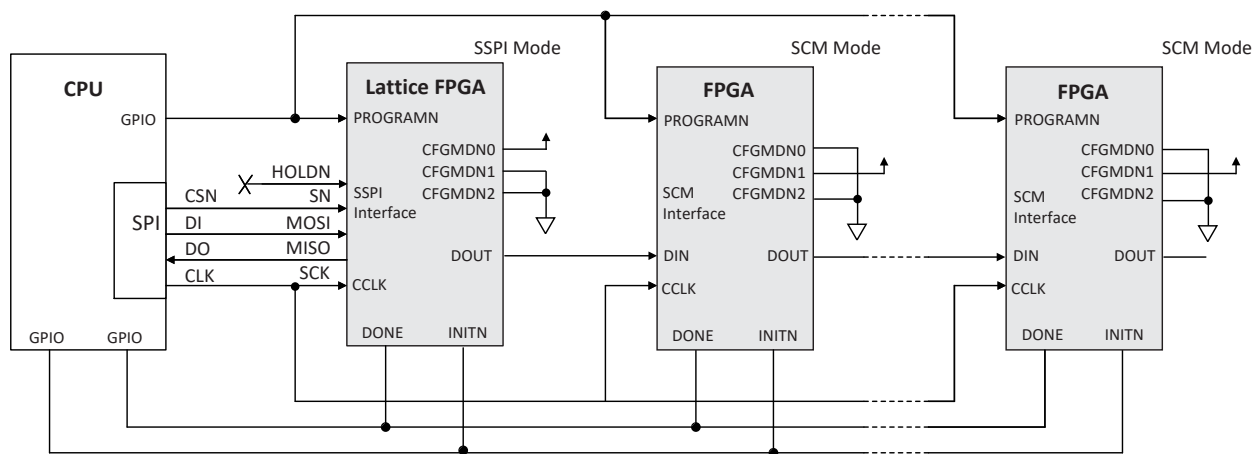 SSPI Mode
SCM Mode
SCM Mode
CPU
GPIO
SPI
CSN
DI
DO
CLK
GPIO
GPIO
HOLDN
SN
MOSI
MISO
SCK
Lattice FPGA
PROGRAMN
CFGMDN0
CFGMDN1
CFGMDN2
SSPI
Interface
DOUT
CCLK
DONE
INITN
FPGA
PROGRAMN
CFGMDN0
CFGMDN1
CFGMDN2
SCM
Interface
DIN
DOUT
CCLK
DONE
INITN
FPGA
PROGRAMN
CFGMDN0
CFGMDN1
CFGMDN2
SCM
Interface
DIN
DOUT
CCLK
DONE
INITN